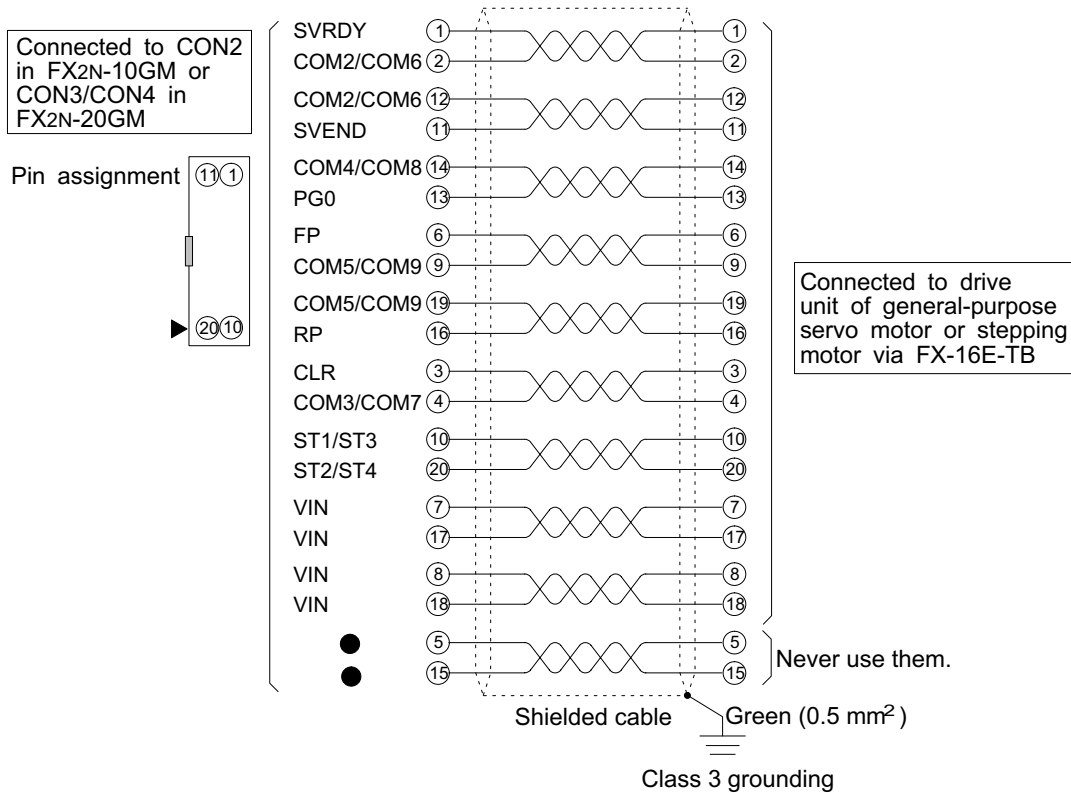 Connected to CON2
in FX2N-10GM or
CON3/CON4 in
FX2N-20GM
Pin assignment
11 1
20 10
SVRDY 1 1
COM2/COM6 2 2
COM2/COM6 12 12
SVEND 11 11
COM4/COM8 14 14
PG0 13 13
FP 6 6
COM5/COM9 9 9
COM5/COM9 19 19
RP 16 16
CLR 3 3
COM3/COM7 4 4
ST1/ST3 10 10
ST2/ST4 20 20
VIN 7 7
VIN 17 17
VIN 8 8
VIN 18 18
5 5
15 15
Connected to drive
unit of general-purpose
servo motor or stepping
motor via FX-16E-TB
Never use them.
Shielded cable
Green (0.5 mm²)
Class 3 grounding